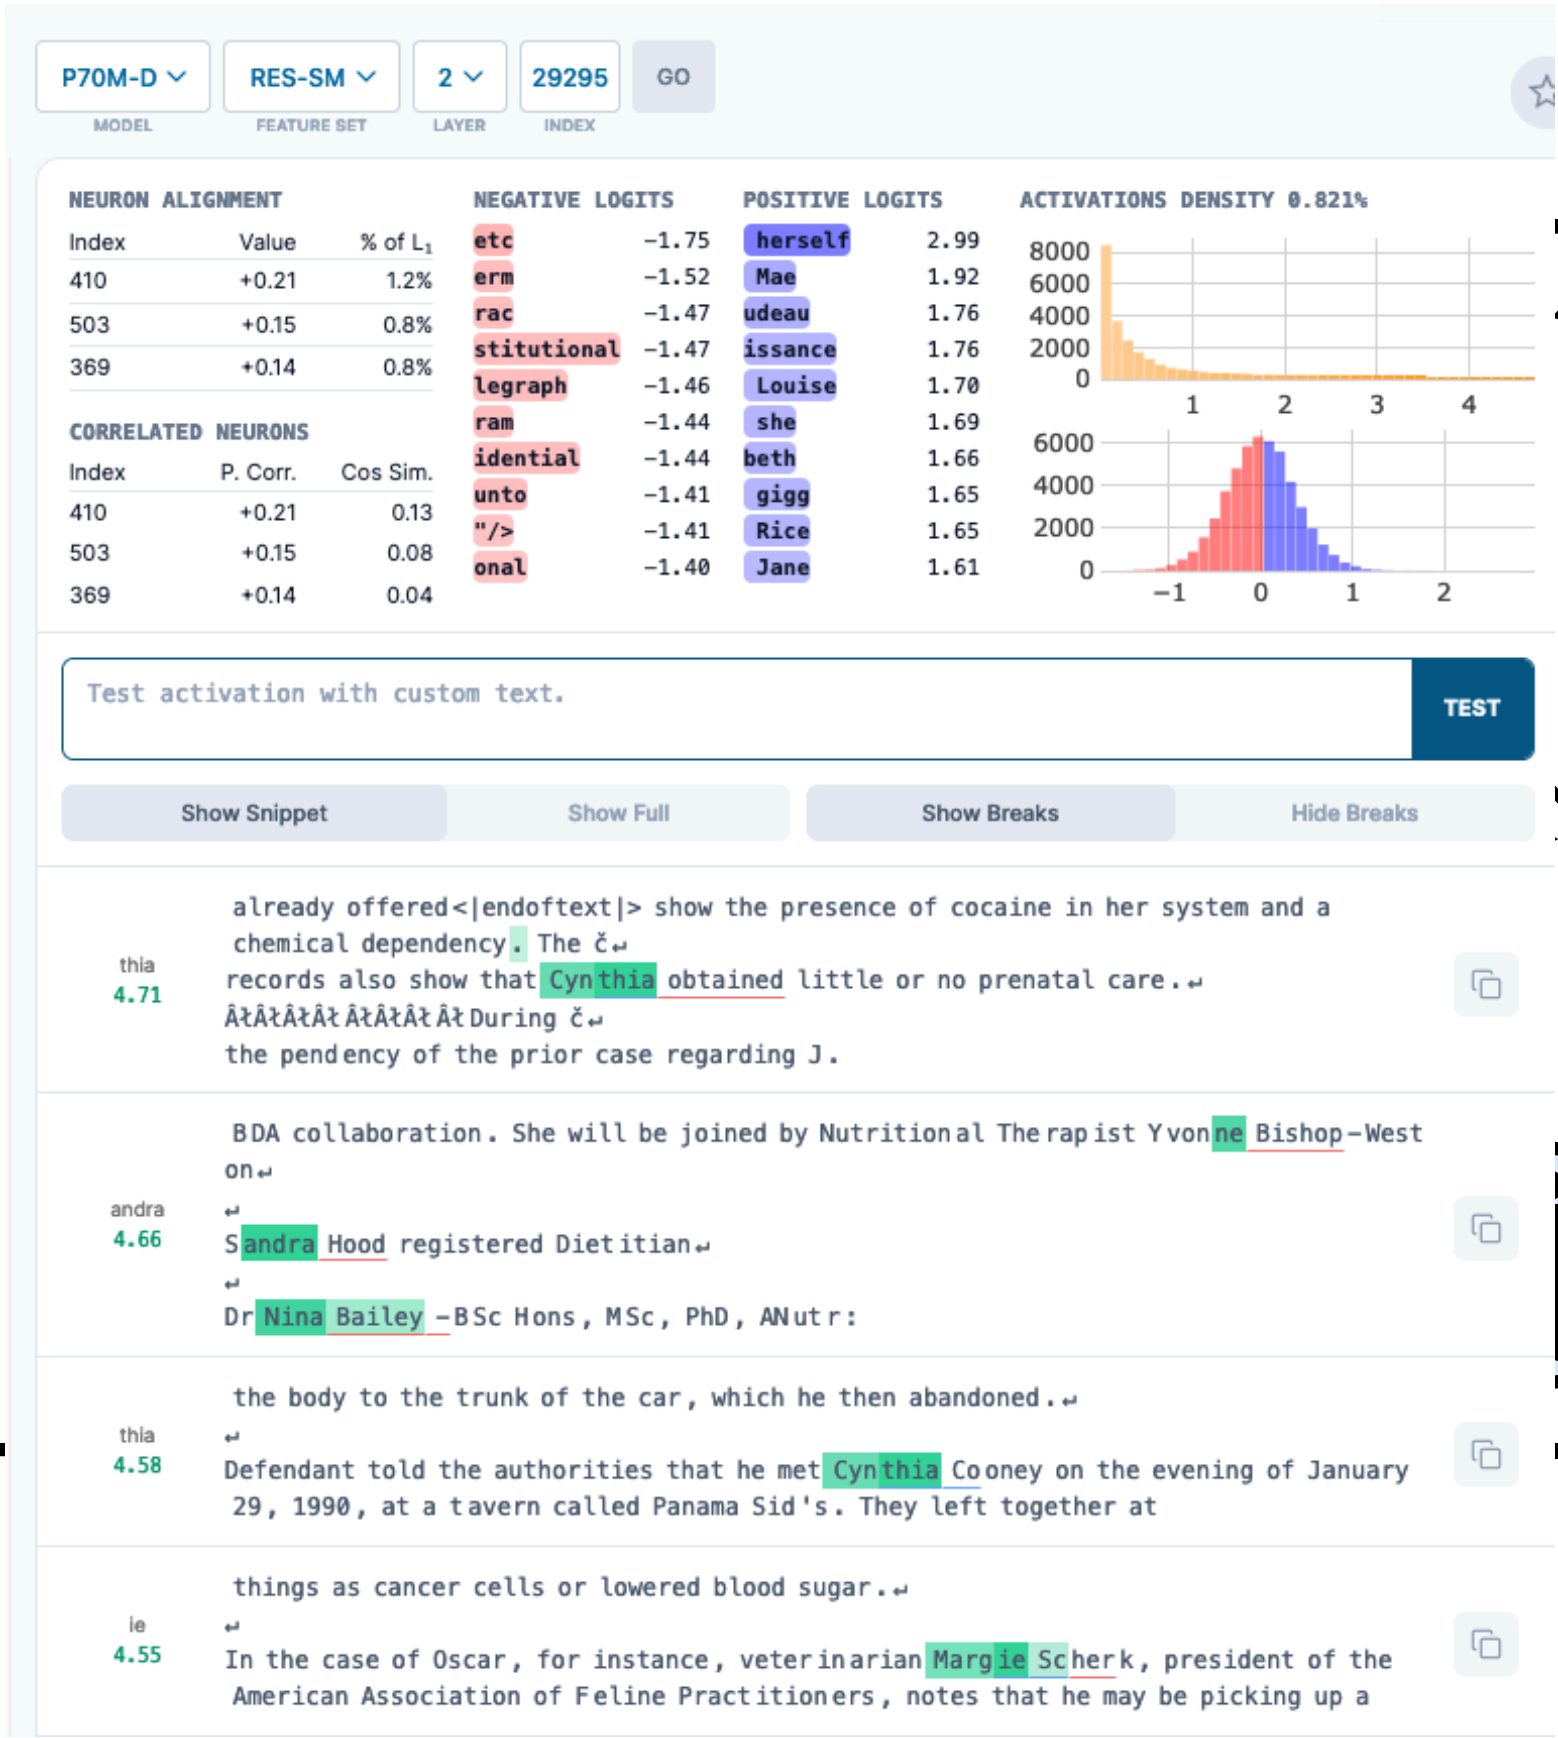 P70M-D RES-SM 2 29295 GO
MODEL FEATURE SET LAYER INDEX
NEURON ALIGNMENT
Index Value % of L₁
410 +0.21 1.2%
503 +0.15 0.8%
369 +0.14 0.8%
CORRELATED NEURONS
Index P. Corr. Cos Sim.
410 +0.21 0.13
503 +0.15 0.08
369 +0.14 0.04
NEGATIVE LOGITS
etc -1.75
erm -1.52
rac -1.47
stitutional -1.47
legraph -1.46
ram -1.44
idential -1.44
unto -1.41
"/> -1.41
onal -1.40
POSITIVE LOGITS
herself 2.99
Mae 1.92
udeau 1.76
issance 1.76
Louise 1.70
she 1.69
beth 1.66
gigg 1.65
Rice 1.65
Jane 1.61
ACTIVATIONS DENSITY 0.821%
8000
6000
4000
2000
0
1 2 3 4
6000
4000
2000
0
−1 0 1 2
Test activation with custom text.
TEST
Show Snippet Show Full Show Breaks Hide Breaks
thia
4.71
already offered<|endoftext|> show the presence of cocaine in her system and a
chemical dependency. The č↵
records also show that Cynthia obtained little or no prenatal care.↵
ÂłÂłÂłÂłÂłÂłÂłÂłDuring č↵
the pendency of the prior case regarding J.
andra
4.66
BDA collaboration. She will be joined by Nutritional Therapist Yvonne Bishop-West
on↵
↵
Sandra Hood registered Dietitian↵
↵
Dr Nina Bailey -BSc Hons, MSc, PhD, ANutr:
thia
4.58
the body to the trunk of the car, which he then abandoned.↵
↵
Defendant told the authorities that he met Cynthia Cooney on the evening of January
29, 1990, at a tavern called Panama Sid's. They left together at
ie
4.55
things as cancer cells or lowered blood sugar.↵
↵
In the case of Oscar, for instance, veterinarian Margie Scherk, president of the
American Association of Feline Practitioners, notes that he may be picking up a